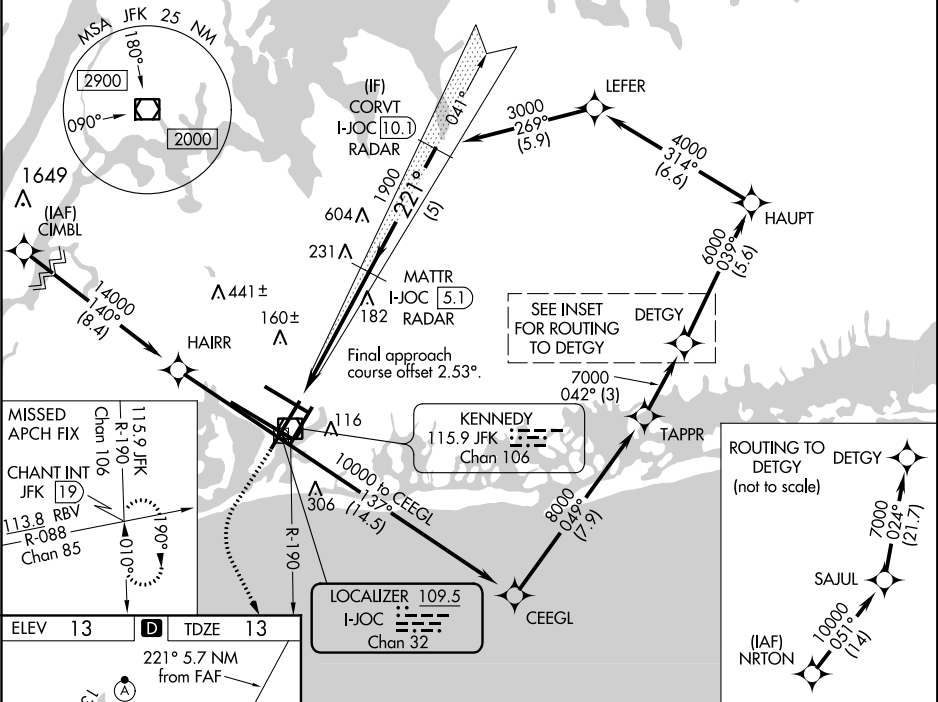 MSA JFK 25 NM
180°
2900
090°
2000
1649
(IAF)
CIMBL
14000
140°
(8.4)
HAIRR
441±
160±
604
231
182
116
306
(IF)
CORVT
I-JOC 10.1
RADAR
041°
1900
221°
(5)
MATTR
I-JOC 5.1
RADAR
Final approach
course offset 2.53°.
3000
269°
(5.9)
LEFER
4000
314°
(6.6)
HAUPT
6000
039°
(5.6)
SEE INSET
FOR ROUTING
TO DETGY
DETGY
7000
042° (3)
TAPPR
8000
049°
(7.9)
CEEGL
10000 to CEEGL
137°
(14.5)
R-190
KENNEDY
115.9 JFK
Chan 106
LOCALIZER 109.5
I-JOC
Chan 32
MISSED
APCH FIX
CHANT INT
JFK 19
115.9 JFK
R-190
Chan 106
113.8 RBV
R-088
Chan 85
190°
010°
ROUTING TO
DETGY
(not to scale)
DETGY
7000
024°
(21.7)
SAJUL
10000
051°
(14)
(IAF)
NRTON
ELEV 13
D
TDZE 13
221° 5.7 NM
from FAF
A